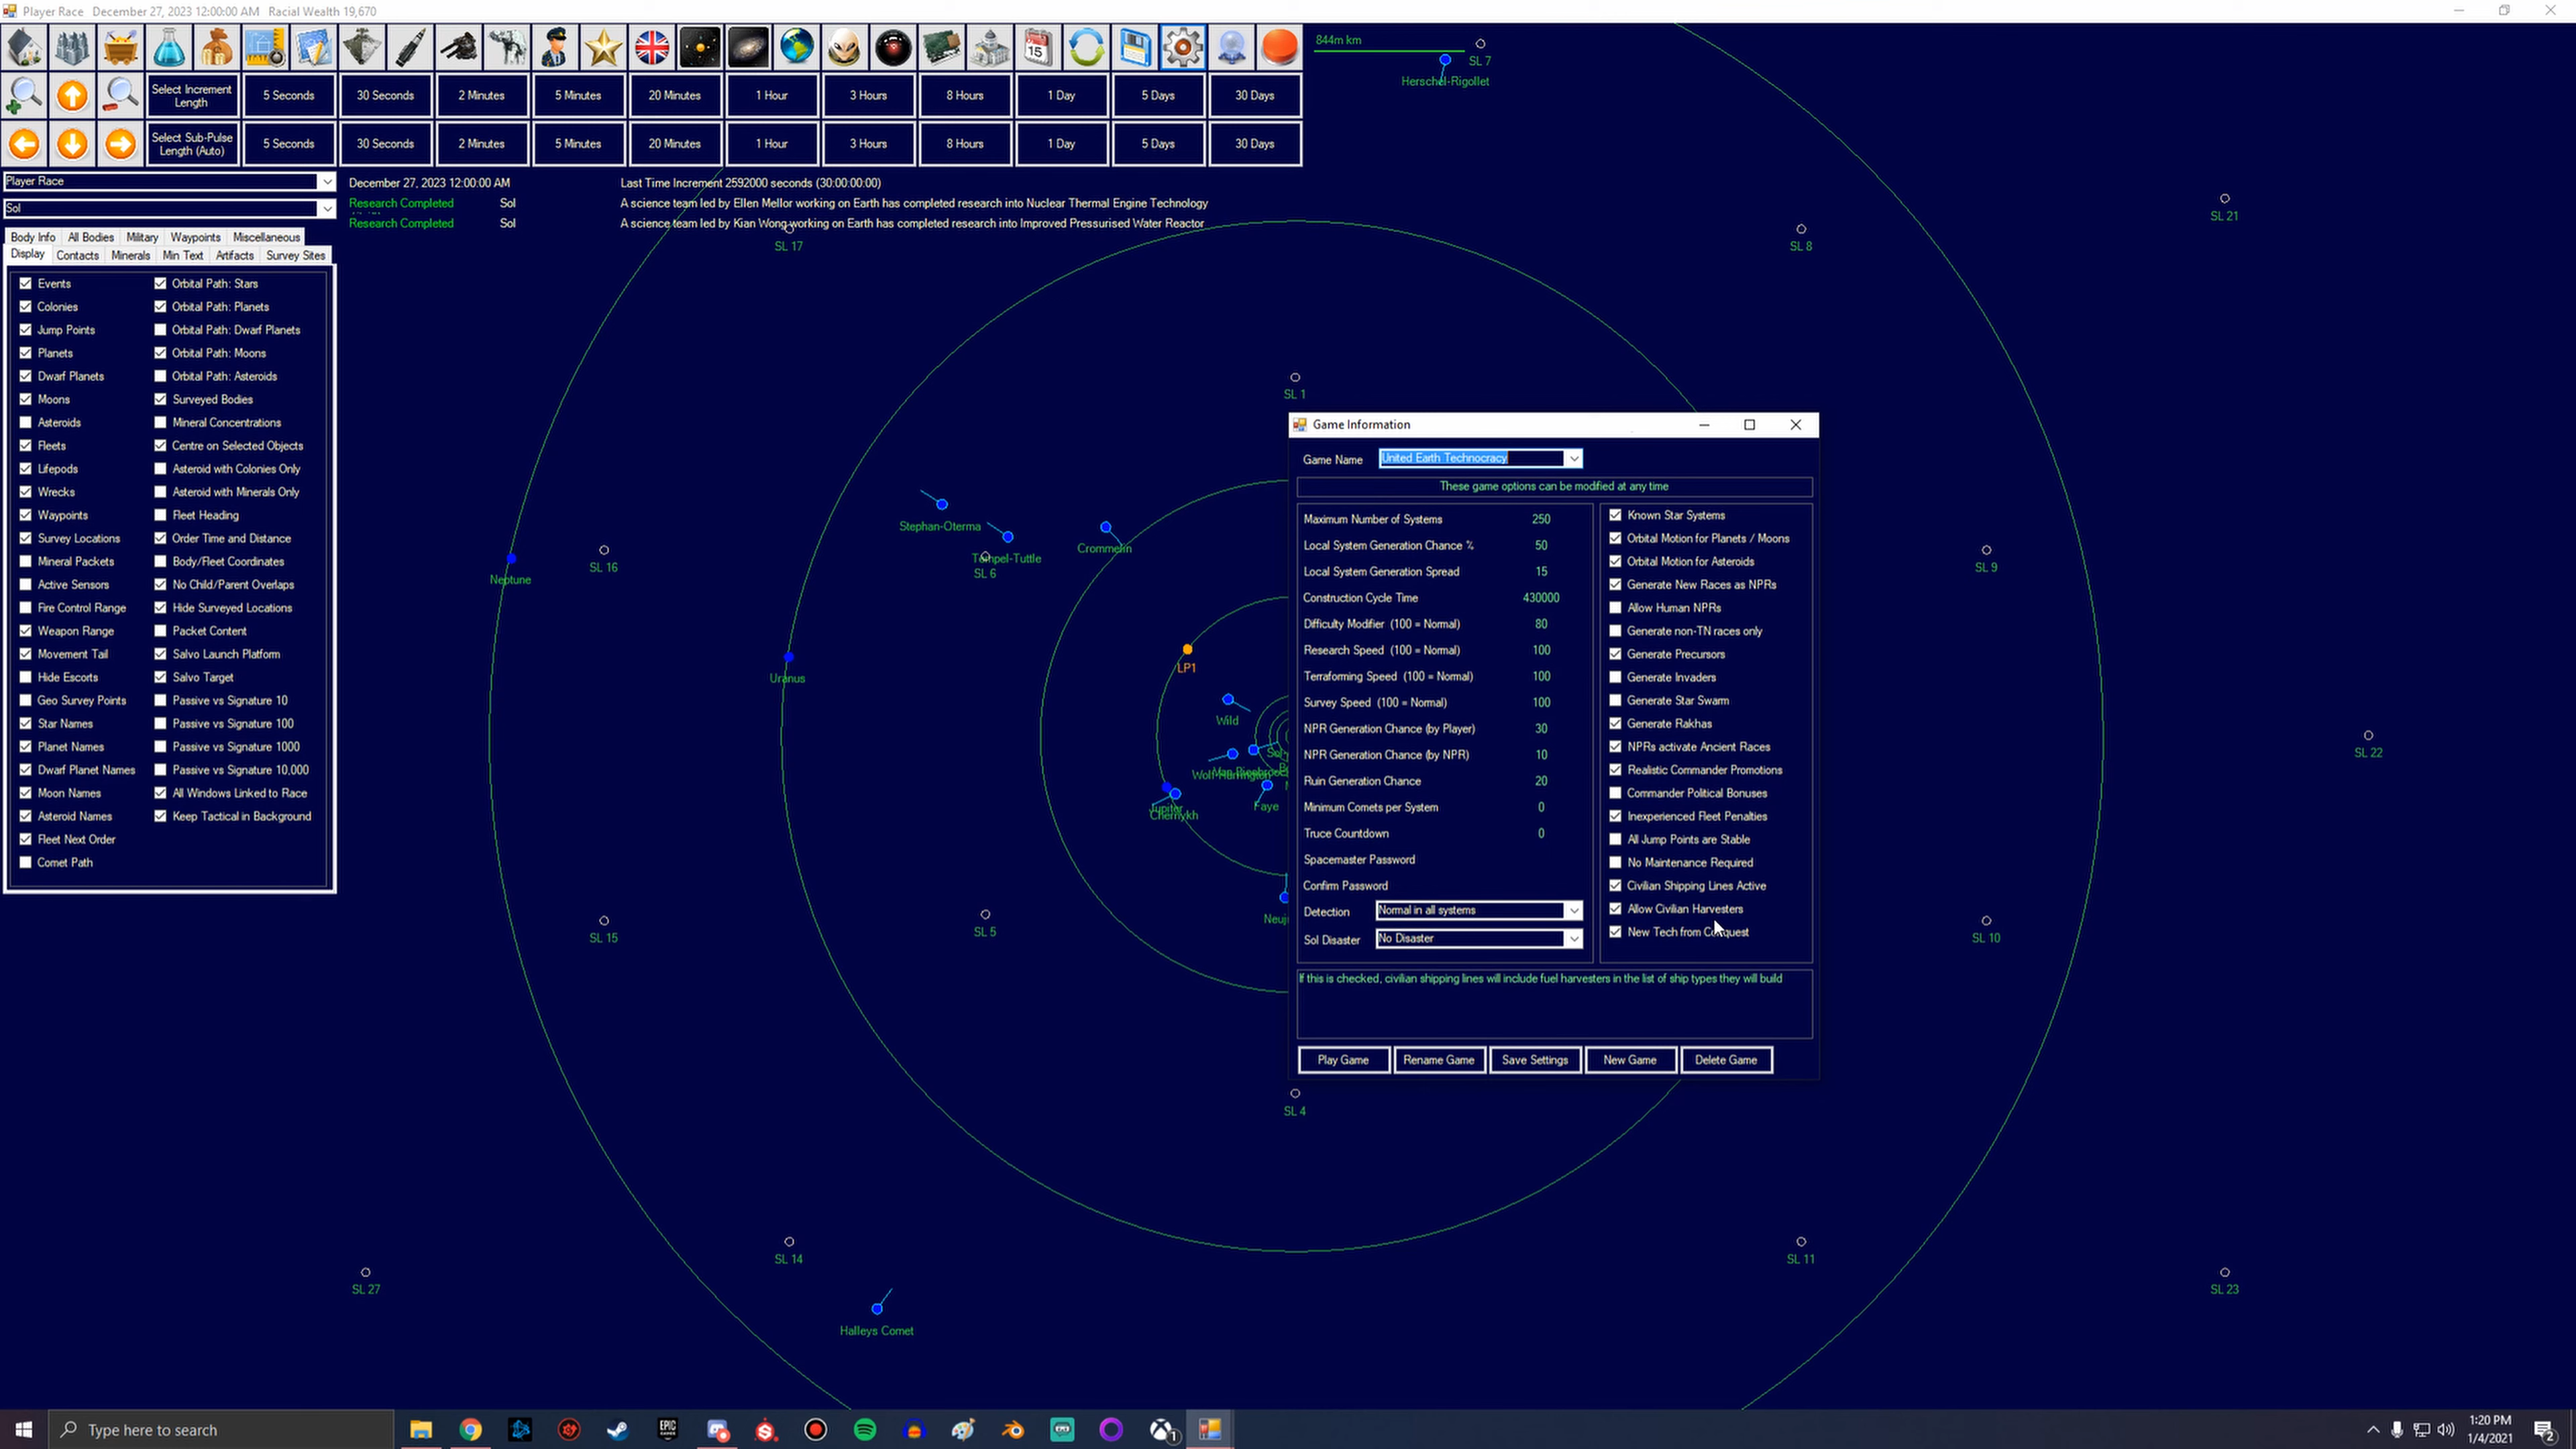 Player Race   December 27, 2023 12:00:00 AM   Racial Wealth 19,670
15
844m km
Select Increment Length
5 Seconds
30 Seconds
2 Minutes
5 Minutes
20 Minutes
1 Hour
3 Hours
8 Hours
1 Day
5 Days
30 Days
Select Sub-Pulse Length (Auto)
5 Seconds
30 Seconds
2 Minutes
5 Minutes
20 Minutes
1 Hour
3 Hours
8 Hours
1 Day
5 Days
30 Days
Player Race
Sol
December 27, 2023 12:00:00 AM
Last Time Increment 2592000 seconds (30:00:00:00)
Research Completed
Sol
A science team led by Ellen Mellor working on Earth has completed research into Nuclear Thermal Engine Technology
Research Completed
Sol
A science team led by Kian Wong working on Earth has completed research into Improved Pressurised Water Reactor
Body Info
All Bodies
Military
Waypoints
Miscellaneous
Display
Contacts
Minerals
Min Text
Artifacts
Survey Sites
Events
Orbital Path: Stars
Colonies
Orbital Path: Planets
Jump Points
Orbital Path: Dwarf Planets
Planets
Orbital Path: Moons
Dwarf Planets
Orbital Path: Asteroids
Moons
Surveyed Bodies
Asteroids
Mineral Concentrations
Fleets
Centre on Selected Objects
Lifepods
Asteroid with Colonies Only
Wrecks
Asteroid with Minerals Only
Waypoints
Fleet Heading
Survey Locations
Order Time and Distance
Mineral Packets
Body/Fleet Coordinates
Active Sensors
No Child/Parent Overlaps
Fire Control Range
Hide Surveyed Locations
Weapon Range
Packet Content
Movement Tail
Salvo Launch Platform
Hide Escorts
Salvo Target
Geo Survey Points
Passive vs Signature 10
Star Names
Passive vs Signature 100
Planet Names
Passive vs Signature 1000
Dwarf Planet Names
Passive vs Signature 10,000
Moon Names
All Windows Linked to Race
Asteroid Names
Keep Tactical in Background
Fleet Next Order
Comet Path
SL 7
Herschel-Rigollet
SL 21
SL 17
SL 8
SL 1
Stephan-Oterma
Tempel-Tuttle
SL 6
Crommelin
SL 16
Neptune
SL 9
Uranus
LP1
Wild
SL 22
Faye
Jupiter
Chernykh
SL 5
SL 15
SL 10
SL 4
SL 14
SL 11
SL 27
SL 23
Halleys Comet
Game Information
Game Name
United Earth Technocracy
These game options can be modified at any time
Maximum Number of Systems
250
Local System Generation Chance %
50
Local System Generation Spread
15
Construction Cycle Time
430000
Difficulty Modifier (100 = Normal)
80
Research Speed (100 = Normal)
100
Terraforming Speed (100 = Normal)
100
Survey Speed (100 = Normal)
100
NPR Generation Chance (by Player)
30
NPR Generation Chance (by NPR)
10
Ruin Generation Chance
20
Minimum Comets per System
0
Truce Countdown
0
Spacemaster Password
Confirm Password
Detection
Normal in all systems
Sol Disaster
No Disaster
Known Star Systems
Orbital Motion for Planets / Moons
Orbital Motion for Asteroids
Generate New Races as NPRs
Allow Human NPRs
Generate non-TN races only
Generate Precursors
Generate Invaders
Generate Star Swarm
Generate Rakhas
NPRs activate Ancient Races
Realistic Commander Promotions
Commander Political Bonuses
Inexperienced Fleet Penalties
All Jump Points are Stable
No Maintenance Required
Civilian Shipping Lines Active
Allow Civilian Harvesters
New Tech from Conquest
If this is checked, civilian shipping lines will include fuel harvesters in the list of ship types they will build
Play Game
Rename Game
Save Settings
New Game
Delete Game
Type here to search
EPIC GAMES
1
1:20 PM
1/4/2021
2